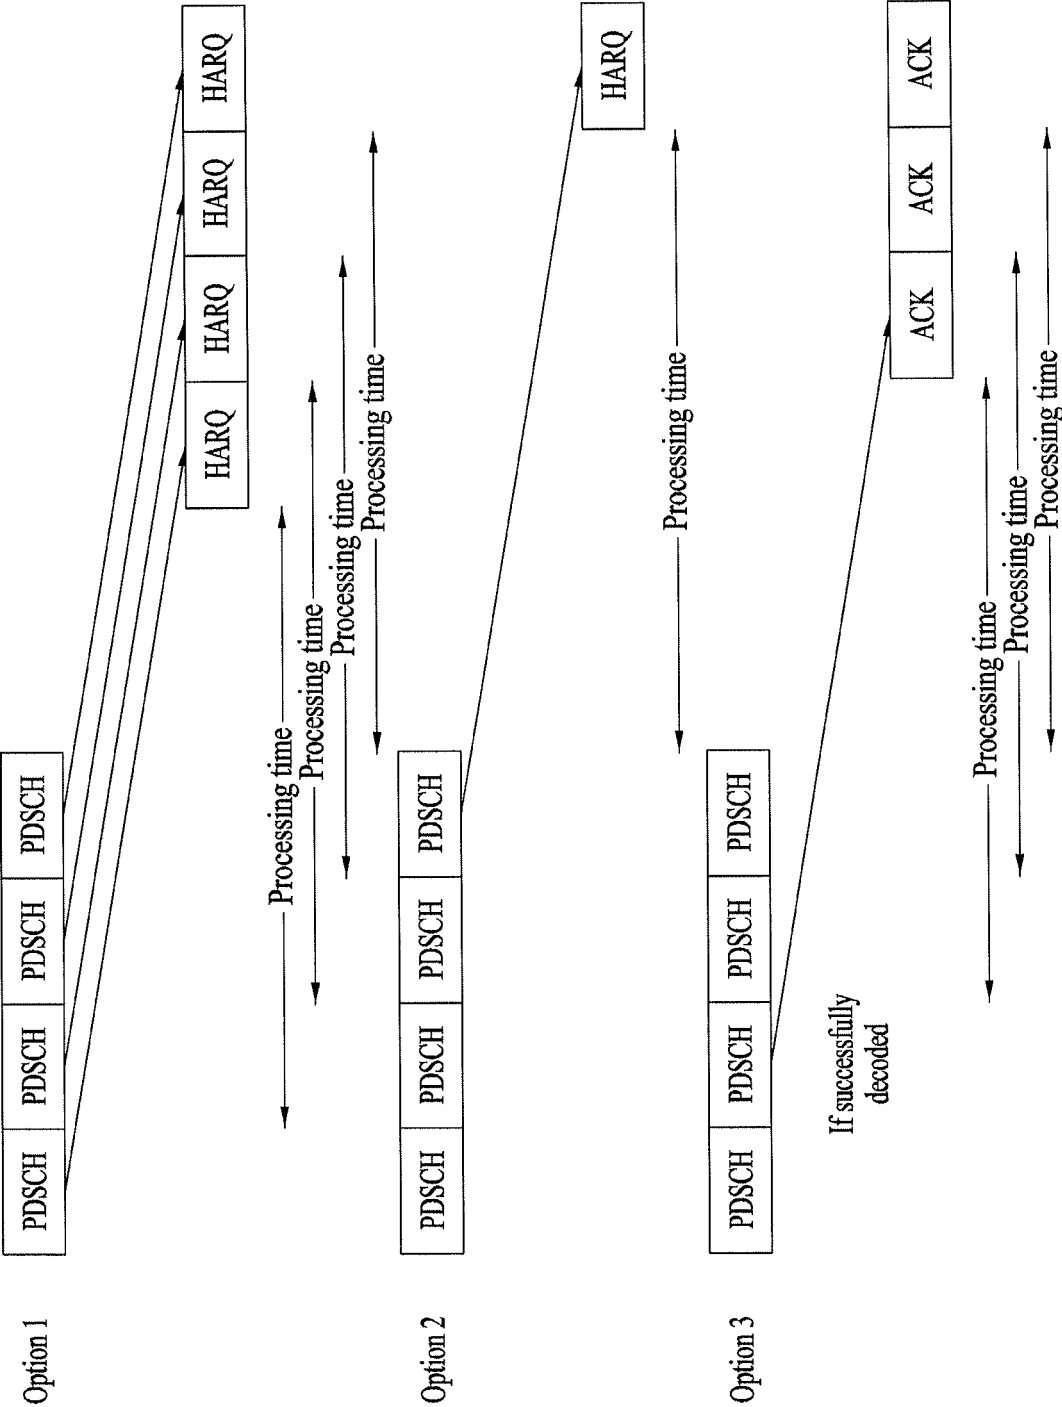 Option 1
PDSCH
PDSCH
PDSCH
PDSCH
HARQ
HARQ
HARQ
HARQ
Processing time
Processing time
Processing time
Processing time
Option 2
PDSCH
PDSCH
PDSCH
PDSCH
HARQ
Processing time
Option 3
PDSCH
PDSCH
PDSCH
PDSCH
If successfully
decoded
ACK
ACK
ACK
Processing time
Processing time
Processing time